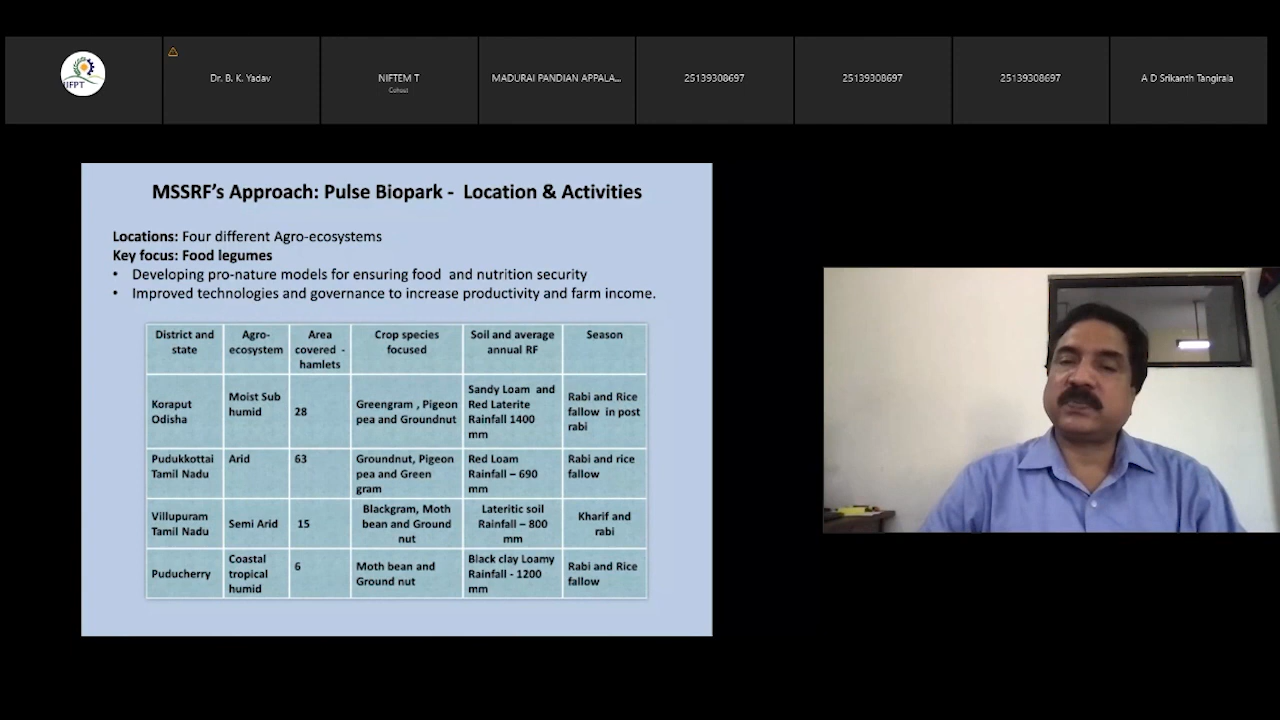 IIFPT
Dr. B. K. Yadav
NIFTEM T
Cohost
MADURAI PANDIAN APPALA...
25139308697
25139308697
25139308697
A D Srikanth Tangirala
MSSRF's Approach: Pulse Biopark - Location & Activities
Locations: Four different Agro-ecosystems
Key focus: Food legumes
• Developing pro-nature models for ensuring food and nutrition security
• Improved technologies and governance to increase productivity and farm income.
District and
state
Agro-
ecosystem
Area
covered -
hamlets
Crop species
focused
Soil and average
annual RF
Season
Koraput
Odisha
Moist Sub
humid
28
Greengram , Pigeon
pea and Groundnut
Sandy Loam and
Red Laterite
Rainfall 1400
mm
Rabi and Rice
fallow in post
rabi
Pudukkottai
Tamil Nadu
Arid
63
Groundnut, Pigeon
pea and Green
gram
Red Loam
Rainfall – 690
mm
Rabi and rice
fallow
Villupuram
Tamil Nadu
Semi Arid
15
Blackgram, Moth
bean and Ground
nut
Lateritic soil
Rainfall – 800
mm
Kharif and
rabi
Puducherry
Coastal
tropical
humid
6
Moth bean and
Ground nut
Black clay Loamy
Rainfall - 1200
mm
Rabi and Rice
fallow